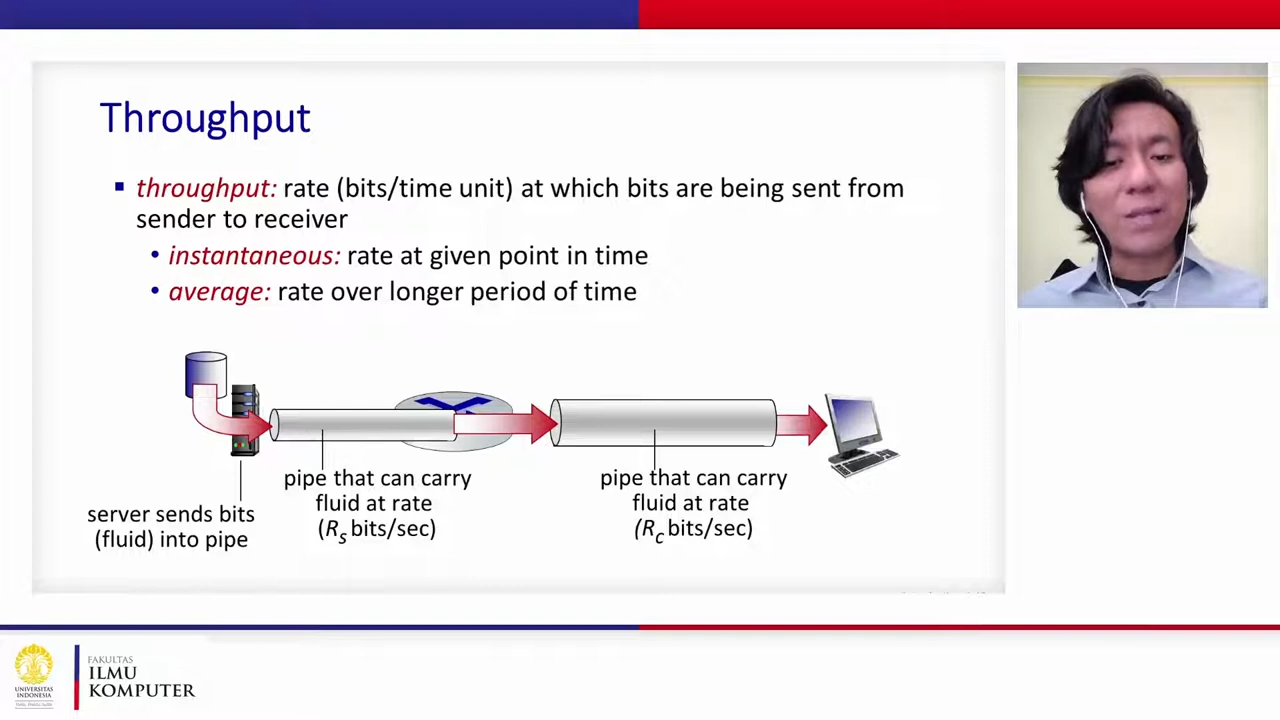 Throughput
▪ throughput: rate (bits/time unit) at which bits are being sent from
sender to receiver
• instantaneous: rate at given point in time
• average: rate over longer period of time
server sends bits
(fluid) into pipe
pipe that can carry
fluid at rate
(Rs bits/sec)
pipe that can carry
fluid at rate
(Rc bits/sec)
UNIVERSITAS
INDONESIA
FAKULTAS
ILMU
KOMPUTER